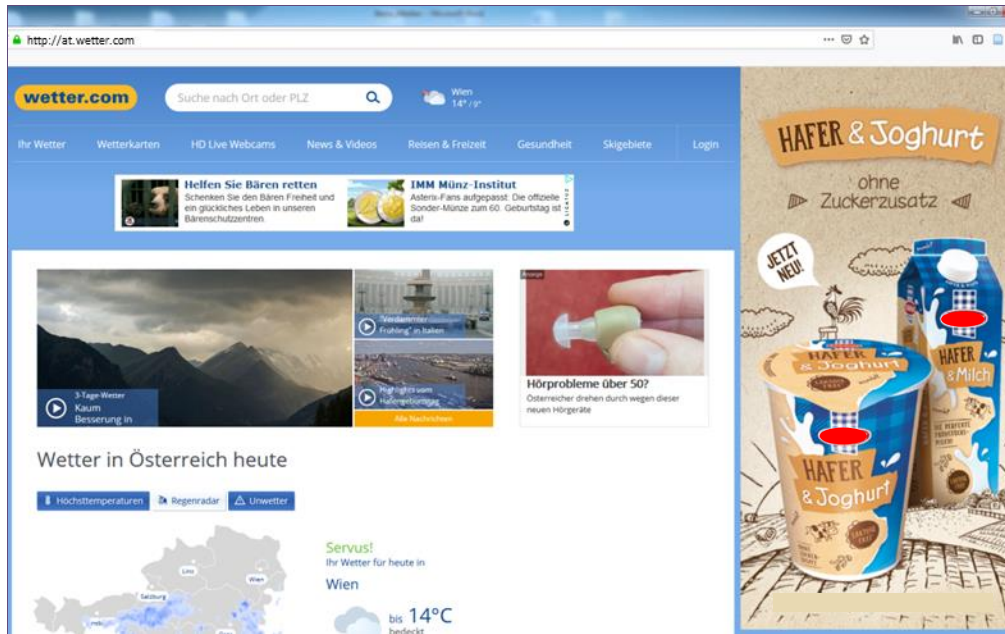 http://at.wetter.com
wetter.com
Suche nach Ort oder PLZ
Wien
14° / 9°
Ihr Wetter
Wetterkarten
HD Live Webcams
News & Videos
Reisen & Freizeit
Gesundheit
Skigebiete
Login
Helfen Sie Bären retten
Schenken Sie den Bären Freiheit und
ein glückliches Leben in unseren
Bärenschutzzentren.
IMM Münz-Institut
Asterix-Fans aufgepasst: Die offizielle
Sonder-Münze zum 60. Geburtstag ist
da!
3-Tage-Wetter
Kaum
Besserung in
"Verdammter
Frühling" in Italien
Highlights vom
Hafengeburtstag
Alle Nachrichten
Anzeige
Hörprobleme über 50?
Österreicher drehen durch wegen dieser
neuen Hörgeräte
Wetter in Österreich heute
Höchsttemperaturen
Regenradar
Unwetter
Linz
Wien
Salzburg
Servus!
Ihr Wetter für heute in
Wien
bis 14°C
bedeckt
HAFER & Joghurt
ohne
Zuckerzusatz
JETZT
NEU!
HAFER
& Milch
HAFER
& Joghurt
LAKTOSE
FREI
HAFER
& Joghurt